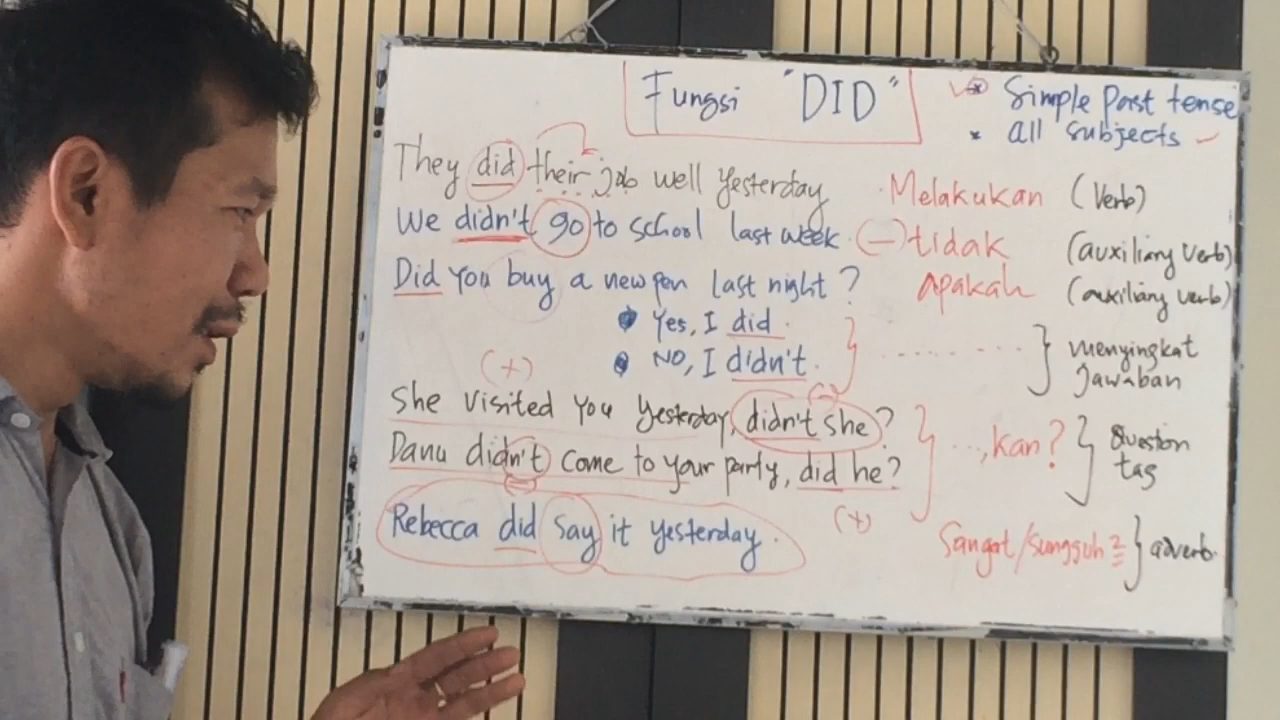 Fungsi "DID"
* Simple Past tense
* all subjects
They did their job well yesterday Melakukan (Verb)
We didn't go to school last week (-) tidak (auxiliary verb)
Did you buy a new pen last night? apakah (auxiliary verb)
Yes, I did.
No, I didn't.
menyingkat
jawaban
(+)
She visited you yesterday, didn't she?
(-)
Danu didn't come to your party, did he?
..., kan?
Question
tag
(+)
Rebecca did say it yesterday.
Sangat/sungguh2 adverb